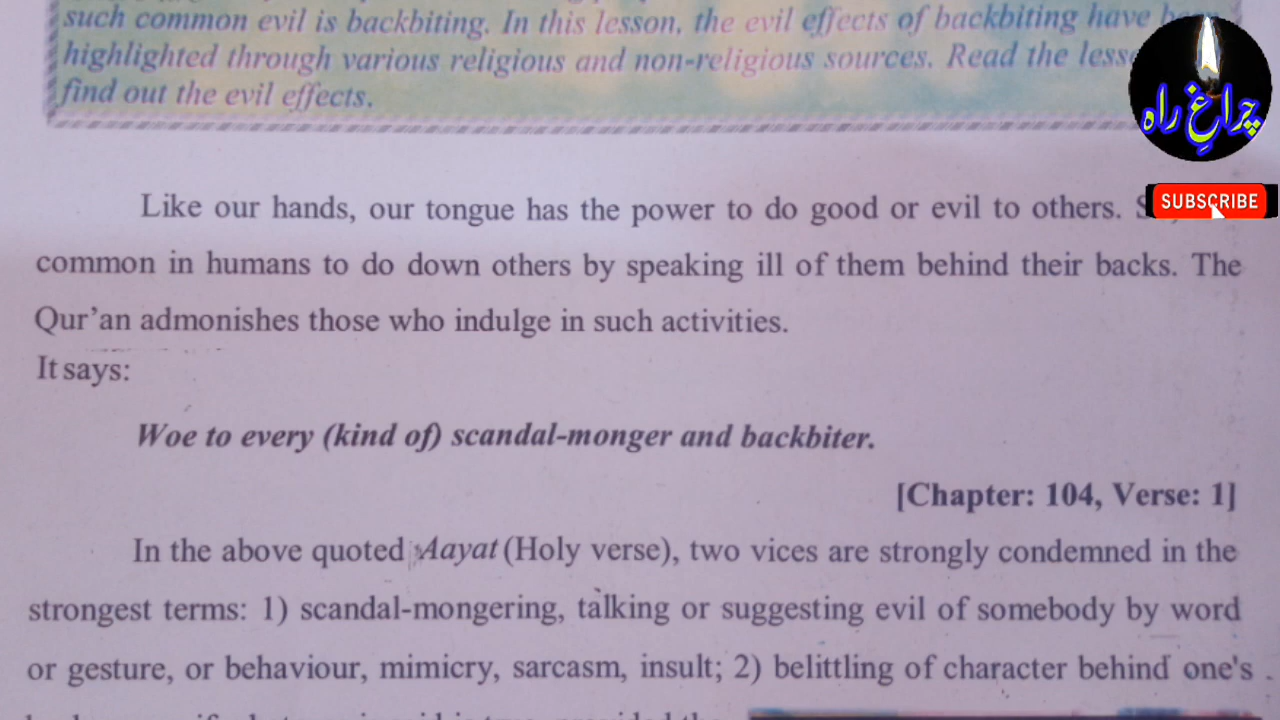 such common evil is backbiting. In this lesson, the evil effects of backbiting have been
highlighted through various religious and non-religious sources. Read the
find out the evil effects.
چراغِ راہ
SUBSCRIBE
Like our hands, our tongue has the power to do good or evil to others.
common in humans to do down others by speaking ill of them behind their backs. The
Qur'an admonishes those who indulge in such activities.
It says:
Woe to every (kind of) scandal-monger and backbiter.
[Chapter: 104, Verse: 1]
In the above quoted Aayat (Holy verse), two vices are strongly condemned in the
strongest terms: 1) scandal-mongering, talking or suggesting evil of somebody by word
or gesture, or behaviour, mimicry, sarcasm, insult; 2) belittling of character behind one's